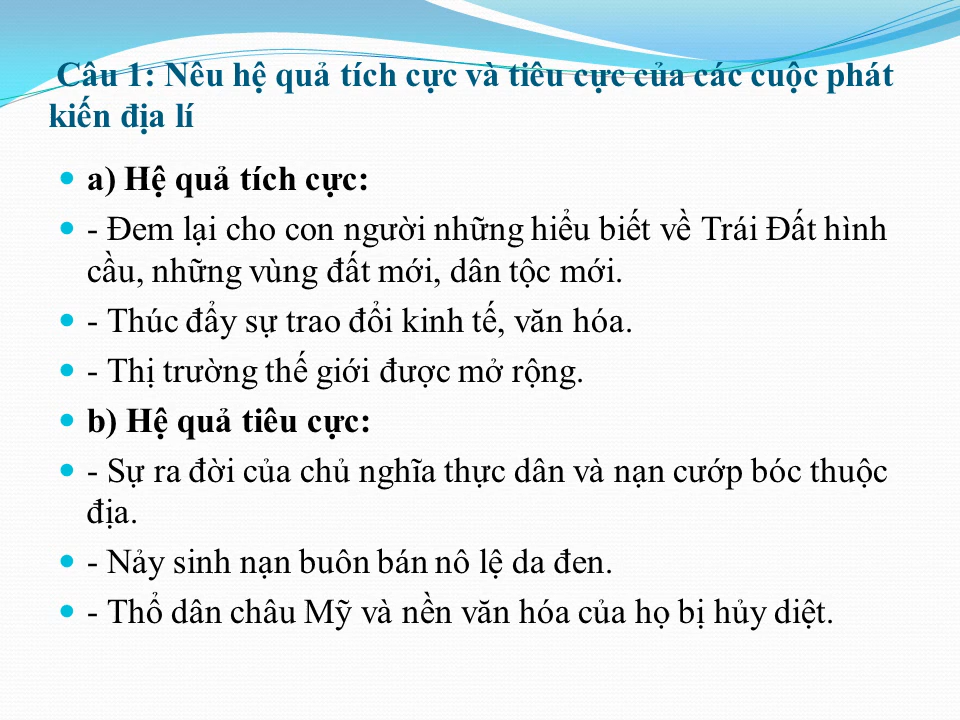 Câu 1: Nêu hệ quả tích cực và tiêu cực của các cuộc phát
kiến địa lí
a) Hệ quả tích cực:
- Đem lại cho con người những hiểu biết về Trái Đất hình
cầu, những vùng đất mới, dân tộc mới.
- Thúc đẩy sự trao đổi kinh tế, văn hóa.
- Thị trường thế giới được mở rộng.
b) Hệ quả tiêu cực:
- Sự ra đời của chủ nghĩa thực dân và nạn cướp bóc thuộc
địa.
- Nảy sinh nạn buôn bán nô lệ da đen.
- Thổ dân châu Mỹ và nền văn hóa của họ bị hủy diệt.